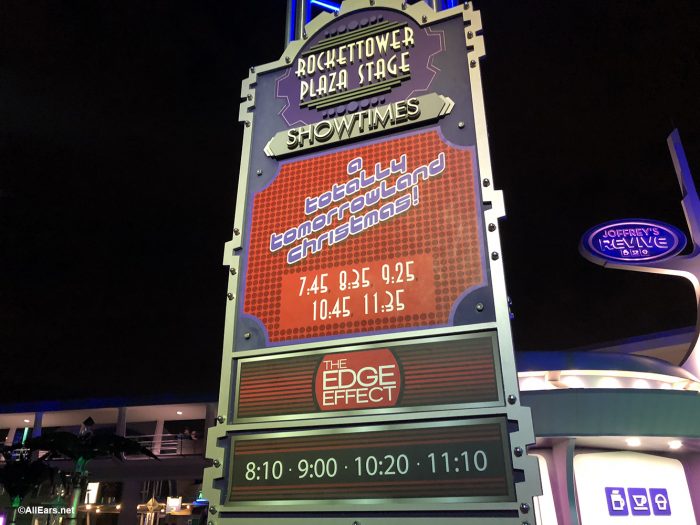 ROCKETTOWER
PLAZA STAGE
SHOWTIMES
a
totally
tomorrowland
christmas!
7:45 8:35 9:25
10:45 11:35
THE
EDGE
EFFECT
8:10 · 9:00 · 10:20 · 11:10
JOFFREY'S
REVIVE
©AllEars.net